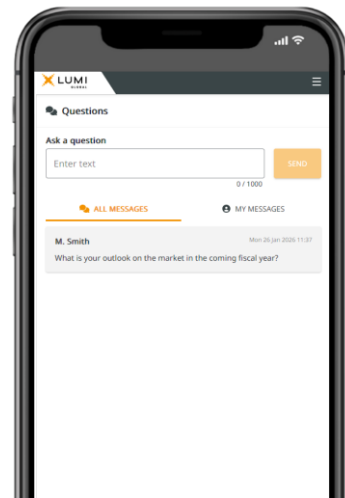 LUMI
GLOBAL
Questions
Ask a question
Enter text
SEND
0 / 1000
ALL MESSAGES
MY MESSAGES
M. Smith
Mon 26 Jan 2026 11:37
What is your outlook on the market in the coming fiscal year?